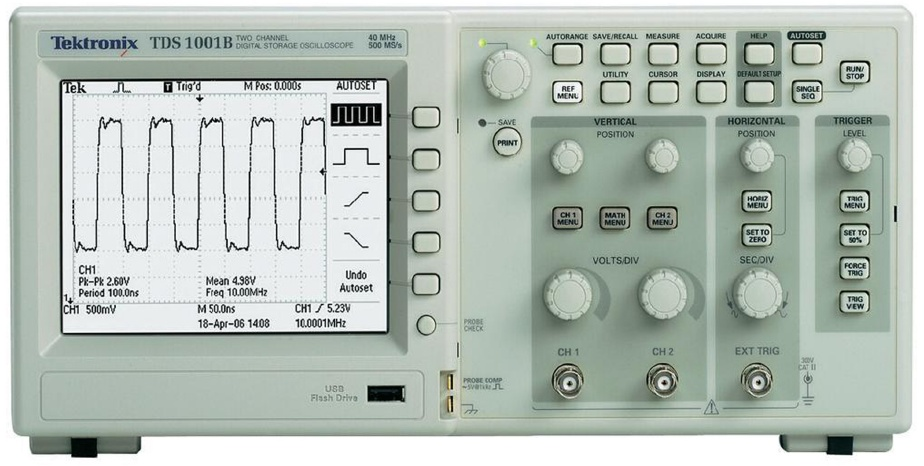 Tektronix TDS 1001B TWO CHANNEL DIGITAL STORAGE OSCILLOSCOPE
40 MHz
500 MS/s
Tek T Trig'd M Pos: 0.000s AUTOSET
CH1
Pk-Pk 2.60V Mean 4.98V
Period 100.0ns Freq 10.00MHz
Undo
Autoset
1
CH1 500mV M 50.0ns CH1 5.23V
18-Apr-06 14:08 10.0001MHz
PROBE
CHECK
USB
Flash Drive
PROBE COMP
~5V@1kHz
AUTORANGE SAVE/RECALL MEASURE ACQUIRE HELP AUTOSET
REF
MENU
UTILITY CURSOR DISPLAY DEFAULT SETUP
RUN/
STOP
SINGLE
SEQ
SAVE
PRINT
VERTICAL
POSITION
CH 1
MENU
MATH
MENU
CH 2
MENU
VOLTS/DIV
CH 1 CH 2
HORIZONTAL
POSITION
HORIZ
MENU
SET TO
ZERO
SEC/DIV
EXT TRIG
TRIGGER
LEVEL
TRIG
MENU
SET TO
50%
FORCE
TRIG
TRIG
VIEW
300V
CAT II